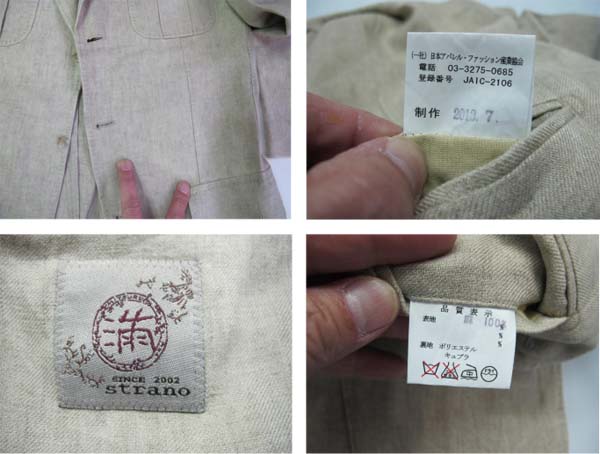 (一社)日本アパレル・ファッション産業協会
電話 03-3275-0685
登録番号 JAIC-2106
制作 2010.7.
満
SINCE 2002
strano
品質表示
表地 麻 100%
%
%
裏地 ポリエステル
キュプラ